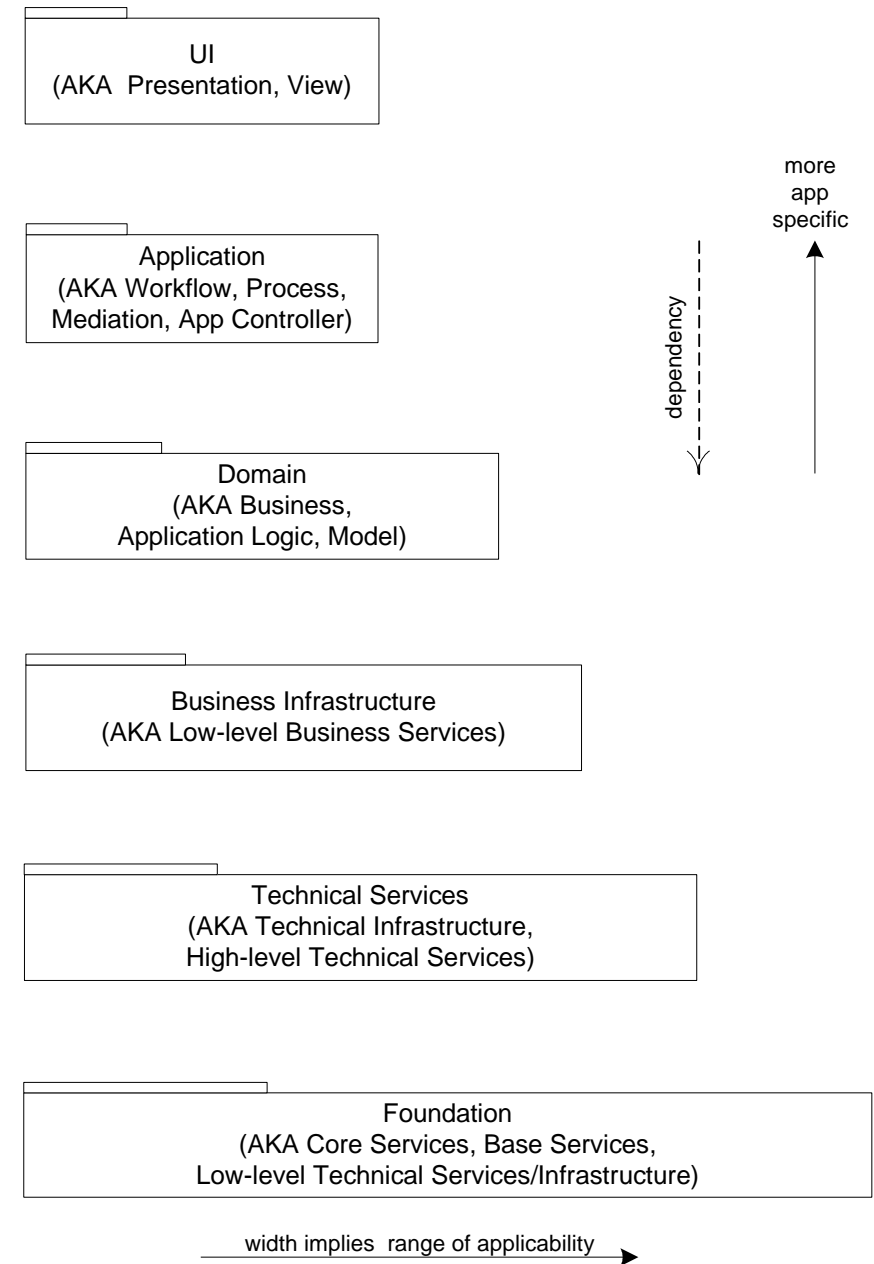 UI
(AKA Presentation, View)
more
app
specific
Application
(AKA Workflow, Process,
Mediation, App Controller)
dependency
Domain
(AKA Business,
Application Logic, Model)
Business Infrastructure
(AKA Low-level Business Services)
Technical Services
(AKA Technical Infrastructure,
High-level Technical Services)
Foundation
(AKA Core Services, Base Services,
Low-level Technical Services/Infrastructure)
width implies range of applicability